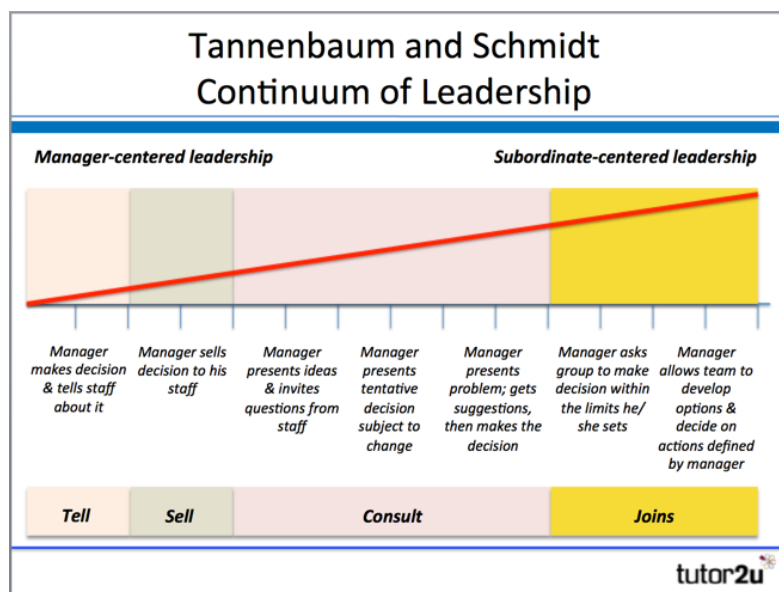 Tannenbaum and Schmidt
Continuum of Leadership
Manager-centered leadership
Subordinate-centered leadership
Manager
makes decision
& tells staff
about it
Manager sells
decision to his
staff
Manager
presents ideas
& invites
questions from
staff
Manager
presents
tentative
decision
subject to
change
Manager
presents
problem; gets
suggestions,
then makes the
decision
Manager asks
group to make
decision within
the limits he/
she sets
Manager
allows team to
develop
options &
decide on
actions defined
by manager
Tell
Sell
Consult
Joins
tutor2u